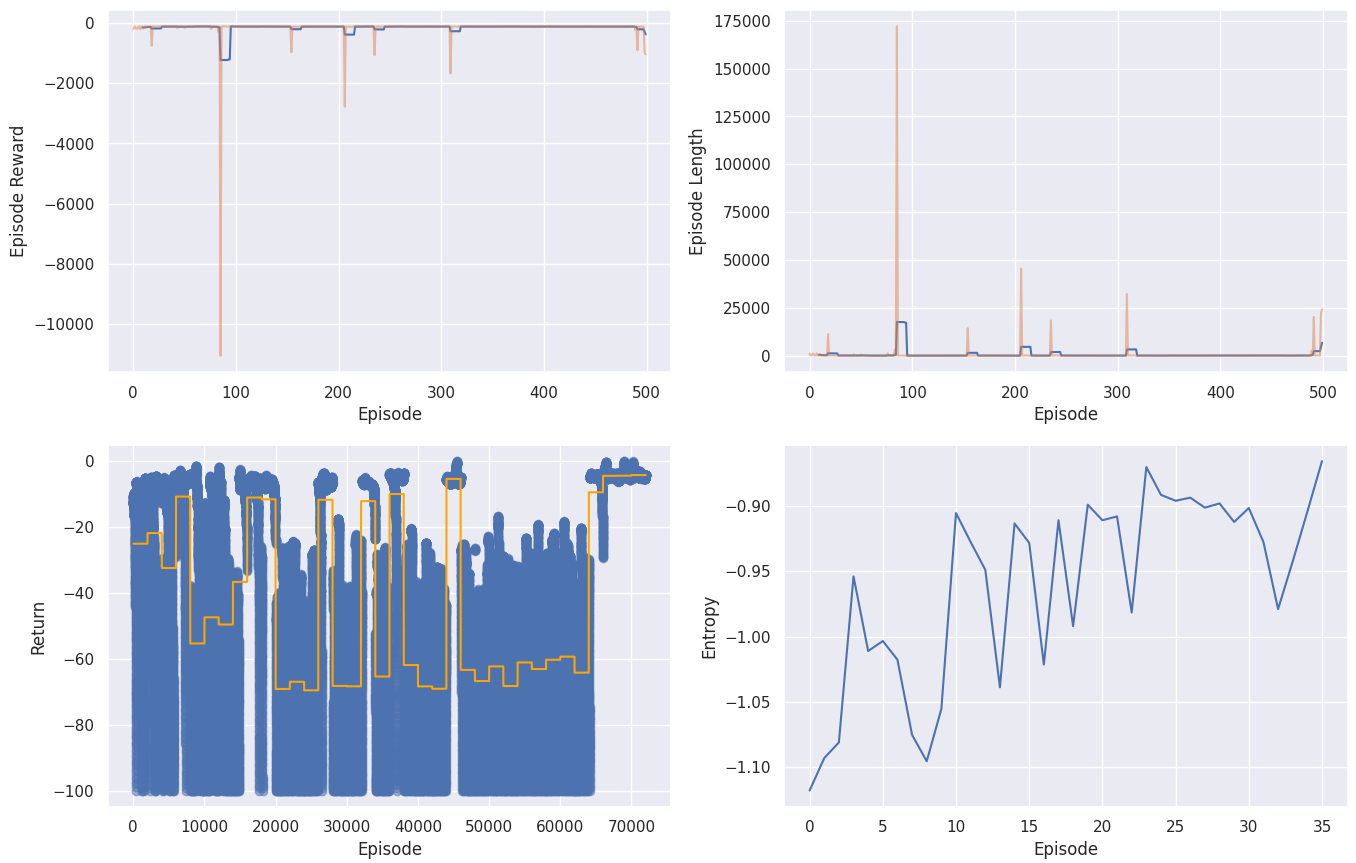 0
−2000
−4000
−6000
−8000
−10000
Episode Reward
0 100 200 300 400 500
Episode
175000
150000
125000
100000
75000
50000
25000
0
Episode Length
0 100 200 300 400 500
Episode
0
−20
−40
−60
−80
−100
Return
0 10000 20000 30000 40000 50000 60000 70000
Episode
−0.90
−0.95
−1.00
−1.05
−1.10
Entropy
0 5 10 15 20 25 30 35
Episode